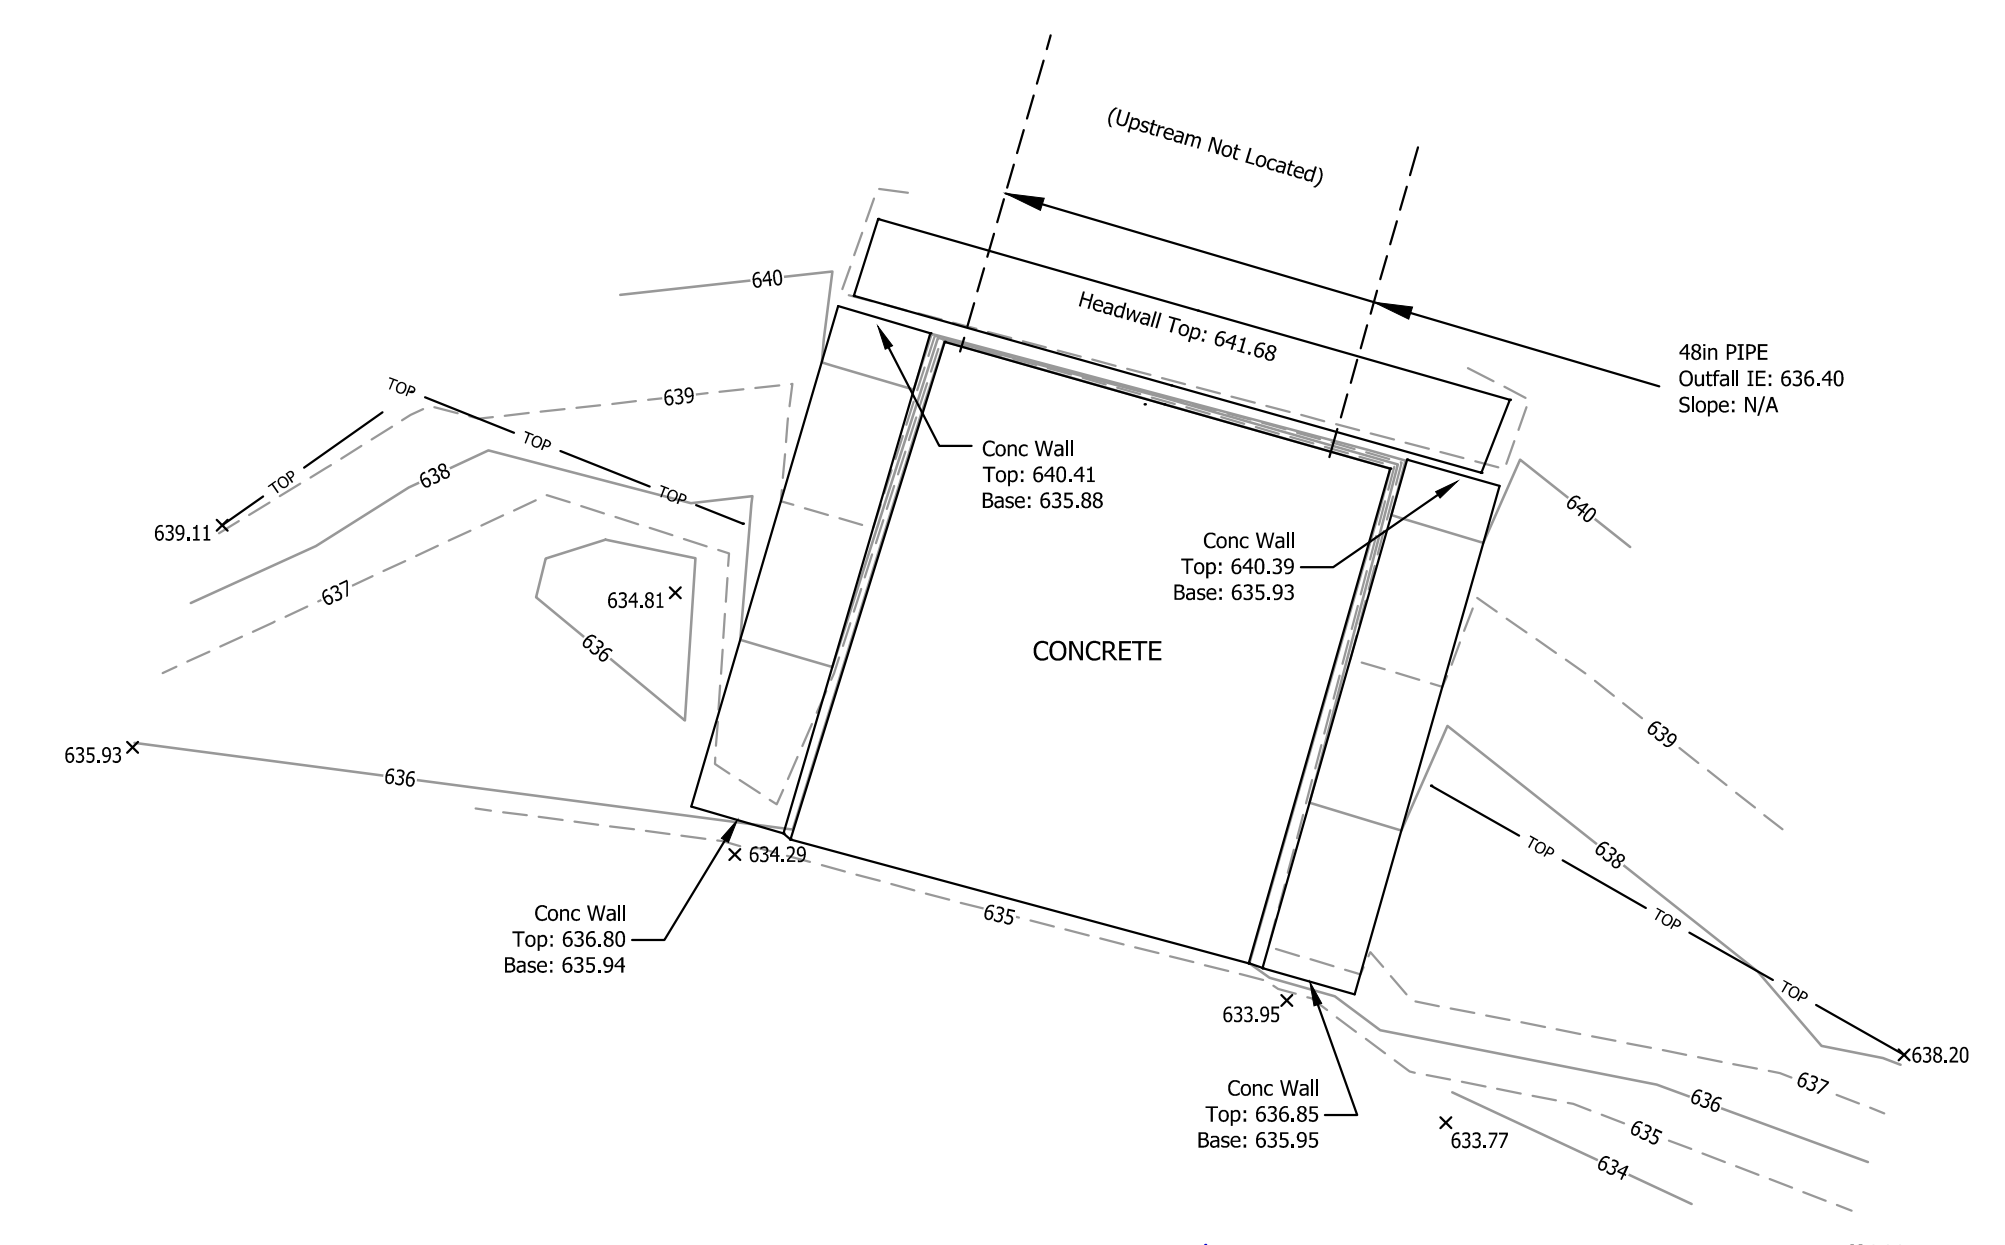 (Upstream Not Located)
640
Headwall Top: 641.68
48in PIPE
Outfall IE: 636.40
Slope: N/A
TOP
639
TOP
Conc Wall
Top: 640.41
Base: 635.88
638
TOP
TOP
640
639.11
Conc Wall
Top: 640.39
Base: 635.93
637
634.81
636
CONCRETE
639
635.93
636
634.29
TOP
638
Conc Wall
Top: 636.80
Base: 635.94
635
TOP
TOP
633.95
638.20
Conc Wall
Top: 636.85
Base: 635.95
637
636
635
633.77
634